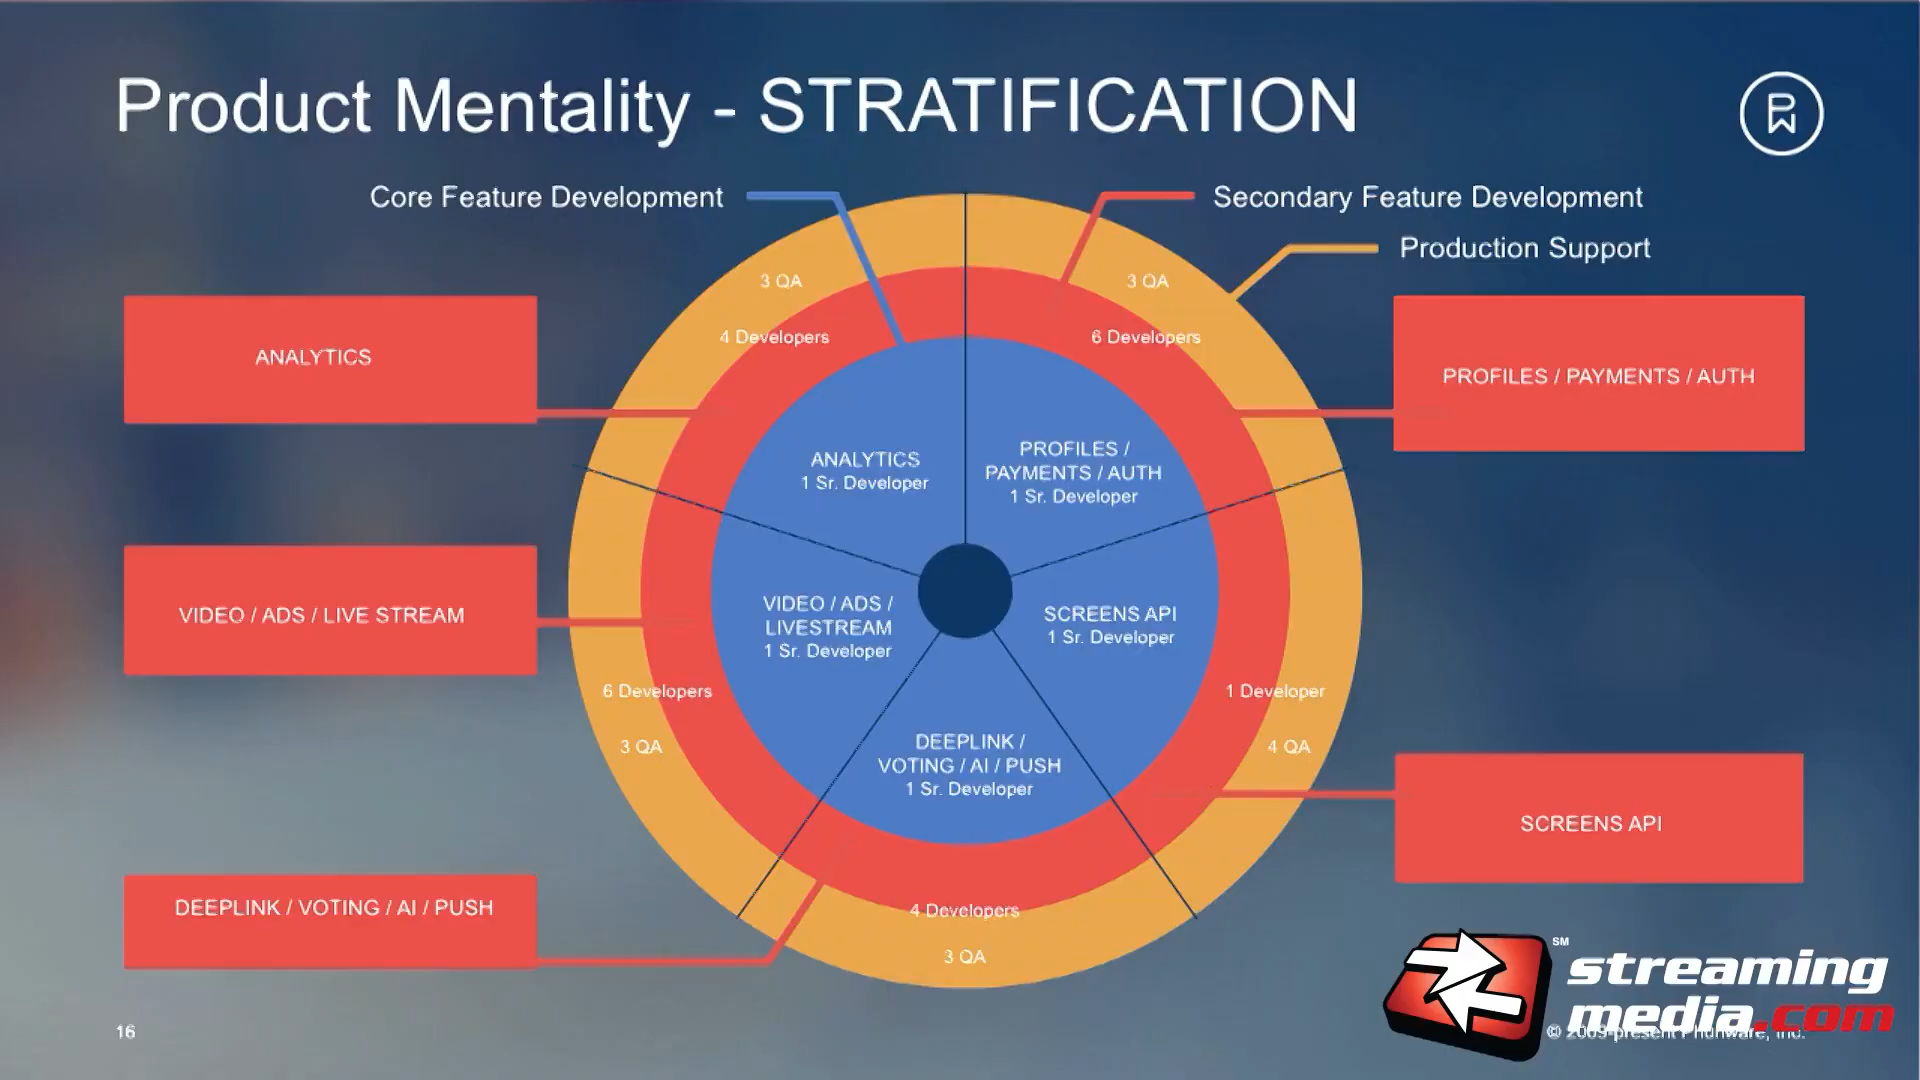 Product Mentality - STRATIFICATION
Core Feature Development
Secondary Feature Development
Production Support
3 QA
3 QA
4 Developers
6 Developers
ANALYTICS
PROFILES / PAYMENTS / AUTH
ANALYTICS
1 Sr. Developer
PROFILES /
PAYMENTS / AUTH
1 Sr. Developer
VIDEO / ADS / LIVE STREAM
VIDEO / ADS /
LIVESTREAM
1 Sr. Developer
SCREENS API
1 Sr. Developer
6 Developers
1 Developer
3 QA
4 QA
DEEPLINK /
VOTING / AI / PUSH
1 Sr. Developer
SCREENS API
DEEPLINK / VOTING / AI / PUSH
4 Developers
3 QA
SM
streaming
media.com
16
© 2009-present Phunware, Inc.